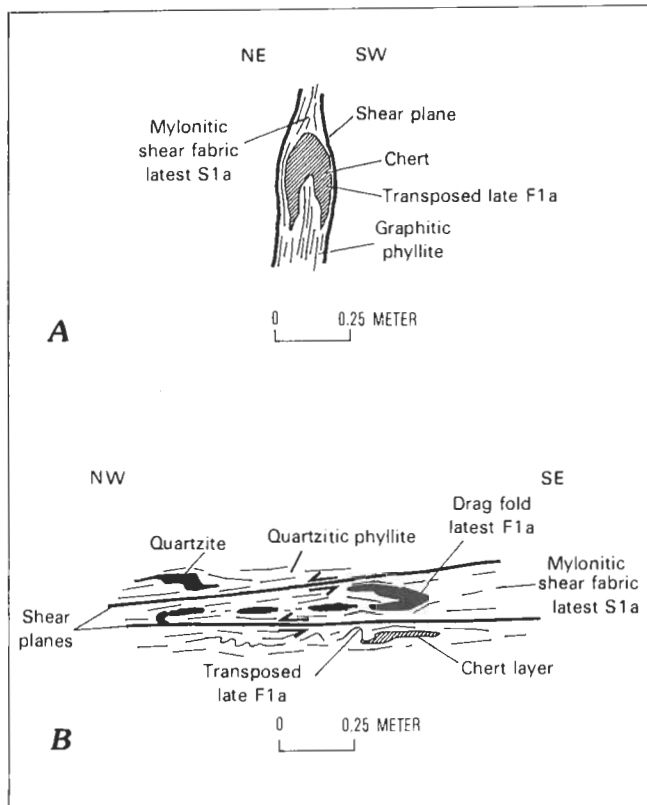 NE SW
Mylonitic
shear fabric
latest S1a
Shear plane
Chert
Transposed late F1a
Graphitic
phyllite
A
0 0.25 METER
NW SE
Drag fold
latest F1a
Quartzite
Quartzitic phyllite
Mylonitic
shear fabric
latest S1a
Shear
planes
Transposed
late F1a
Chert layer
B
0 0.25 METER